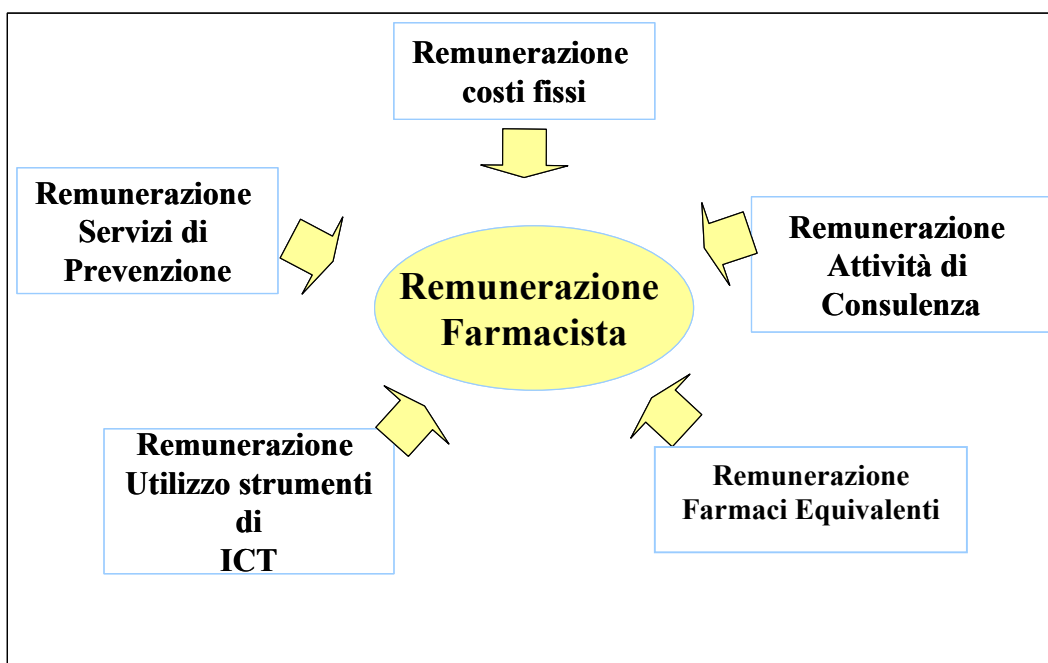 Remunerazione
costi fissi
Remunerazione
Servizi di
Prevenzione
Remunerazione
Attività di
Consulenza
Remunerazione
Farmacista
Remunerazione
Utilizzo strumenti
di
ICT
Remunerazione
Farmaci Equivalenti